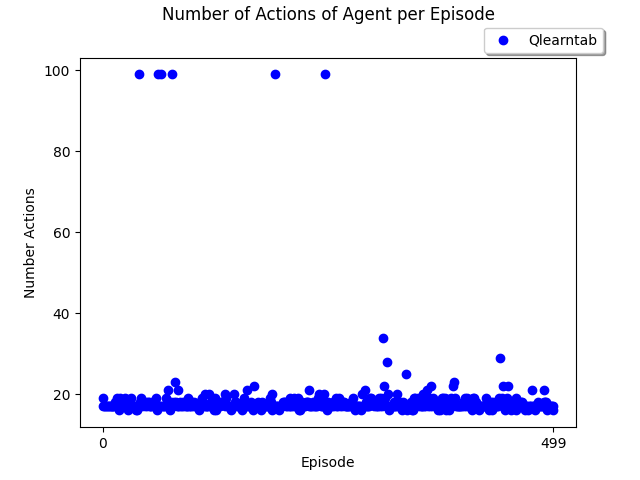 Number of Actions of Agent per Episode
Qlearntab
100
80
60
40
20
Number Actions
0
499
Episode